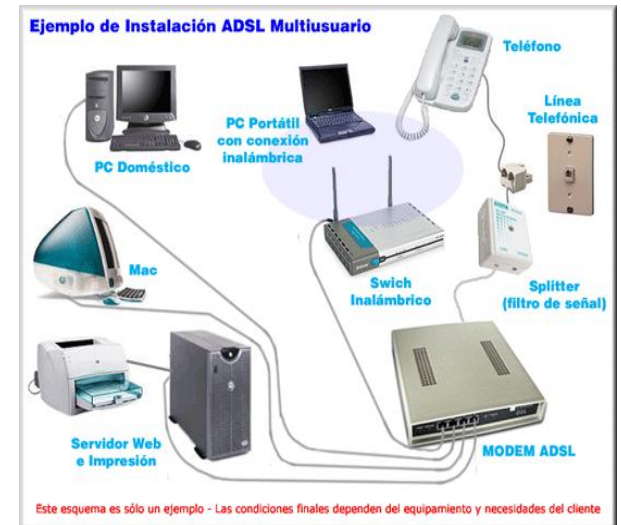 Ejemplo de Instalación ADSL Multiusuario
Teléfono
Línea
Telefónica
PC Portátil
con conexión
inalámbrica
PC Doméstico
Mac
Swich
Inalámbrico
Splitter
(filtro de señal)
Servidor Web
e Impresión
MODEM ADSL
Este esquema es sólo un ejemplo - Las condiciones finales dependen del equipamiento y necesidades del cliente